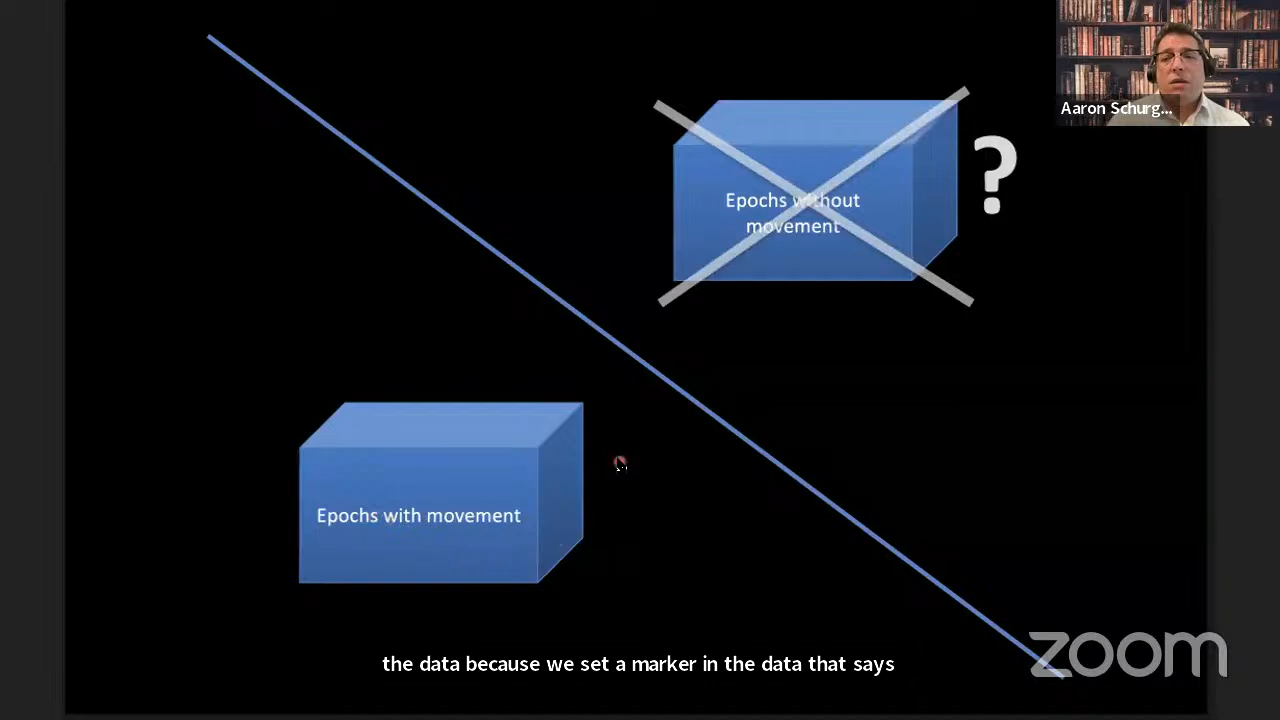 Aaron Schurg...
Epochs without
movement
?
Epochs with movement
the data because we set a marker in the data that says
zoom